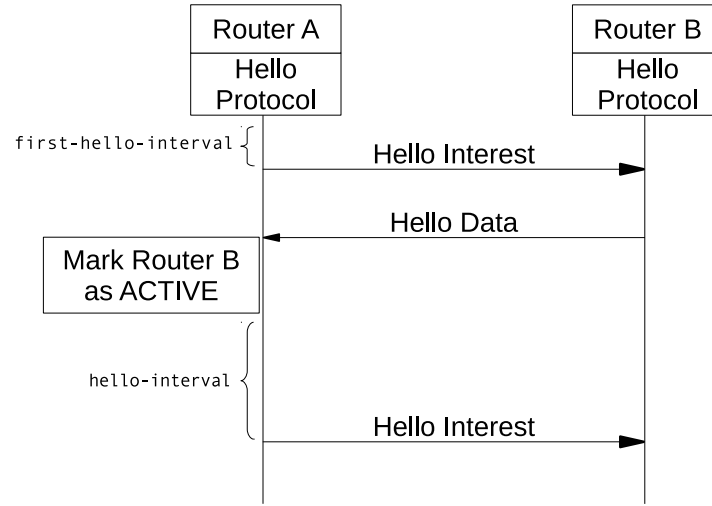 Router A
Router B
Hello
Protocol
Hello
Protocol
first-hello-interval
Hello Interest
Hello Data
Mark Router B
as ACTIVE
hello-interval
Hello Interest